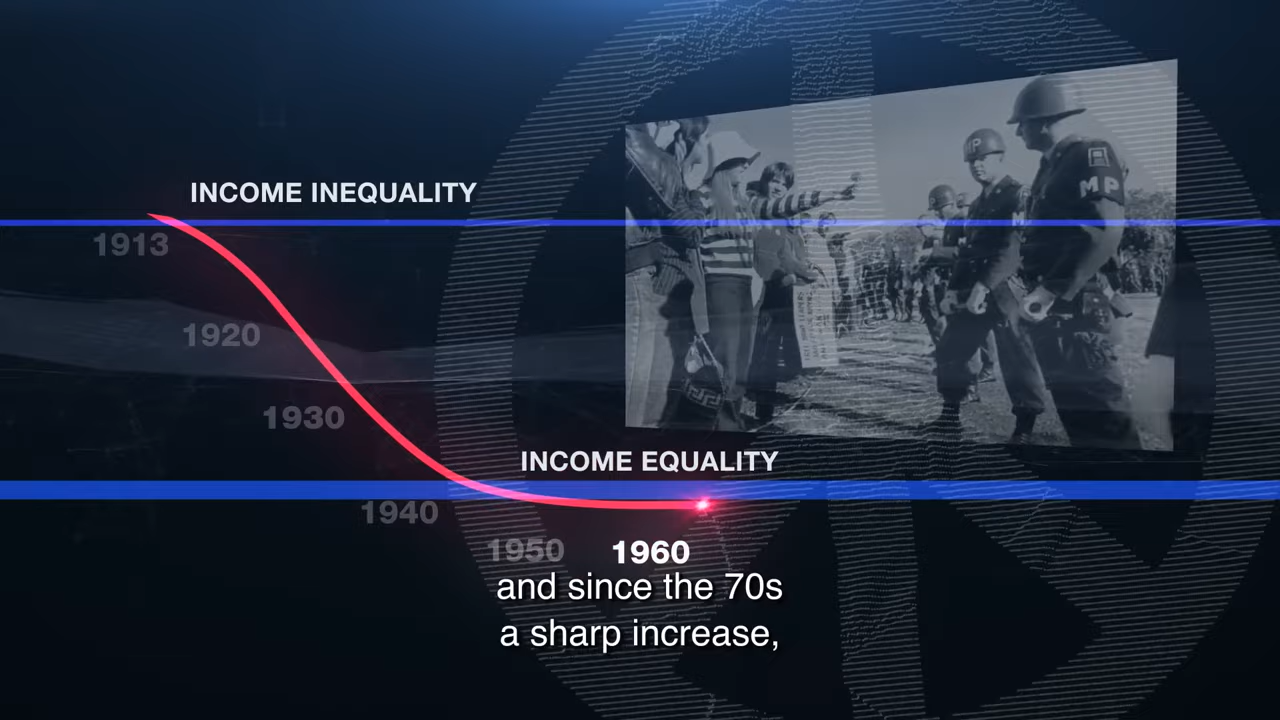 INCOME INEQUALITY
1913
1920
1930
INCOME EQUALITY
1940
1950
1960
and since the 70s
a sharp increase,
MP
MP